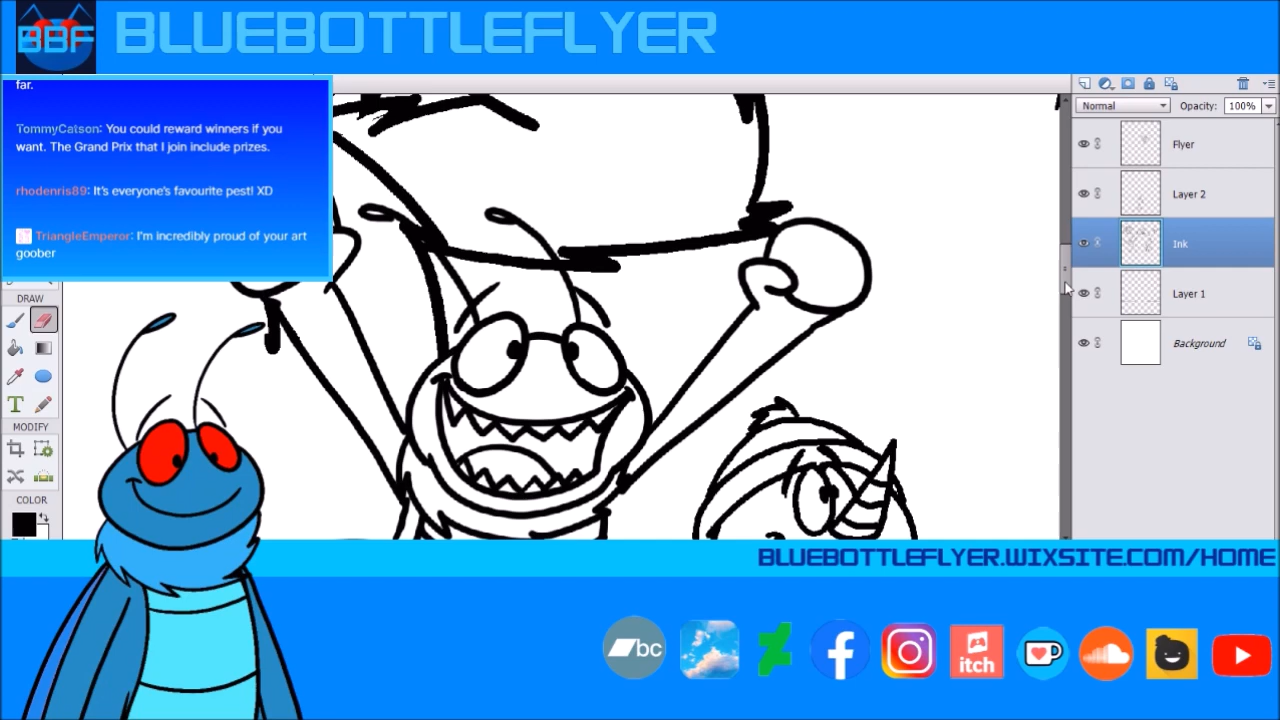 BBF
BLUEBOTTLEFLYER
far.
TommyCatson: You could reward winners if you
want. The Grand Prix that I join include prizes.
rhodenris89: It's everyone's favourite pest! XD
TriangleEmperor: I'm incredibly proud of your art
goober
Normal
Opacity:
100%
Flyer
Layer 2
Ink
Layer 1
Background
DRAW
T
MODIFY
COLOR
BLUEBOTTLEFLYER.WIXSITE.COM/HOME
bc
itch